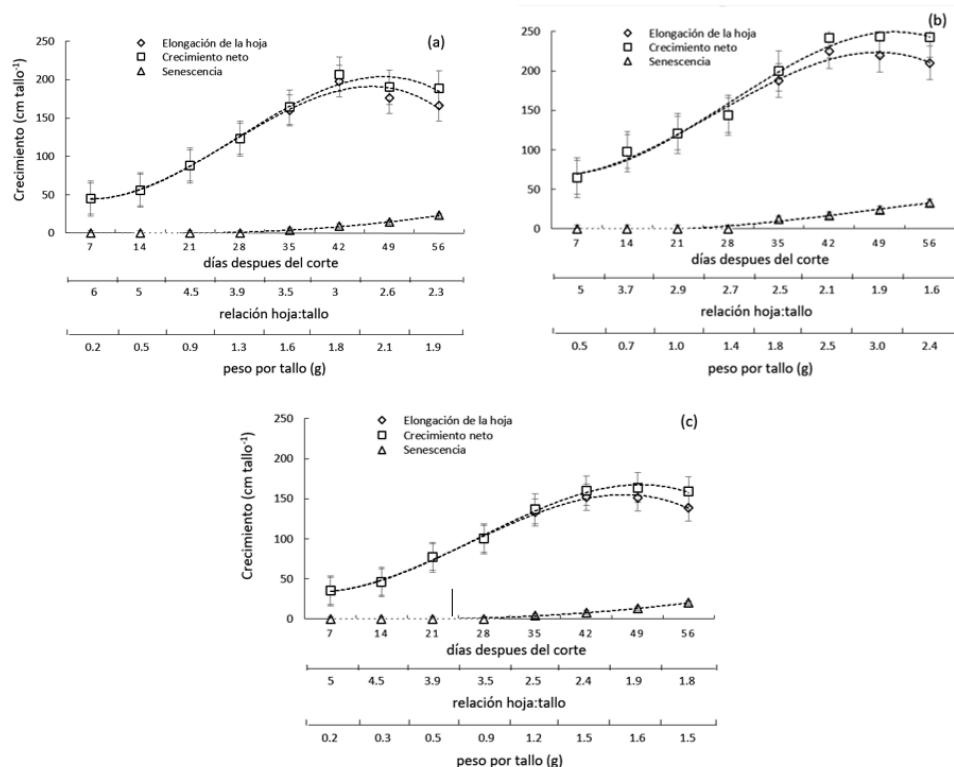 (a)
Elongación de la hoja
Crecimiento neto
Senescencia
Crecimiento (cm tallo⁻¹)
250
200
150
100
50
0
7 14 21 28 35 42 49 56
días despues del corte
6 5 4.5 3.9 3.5 3 2.6 2.3
relación hoja:tallo
0.2 0.5 0.9 1.3 1.6 1.8 2.1 1.9
peso por tallo (g)
(b)
Elongación de la hoja
Crecimiento neto
Senescencia
250
200
150
100
50
0
7 14 21 28 35 42 49 56
días despues del corte
5 3.7 2.9 2.7 2.5 2.1 1.9 1.6
relación hoja:tallo
0.5 0.7 1.0 1.4 1.8 2.5 3.0 2.4
peso por tallo (g)
(c)
Elongación de la hoja
Crecimiento neto
Senescencia
Crecimiento (cm tallo⁻¹)
250
200
150
100
50
0
7 14 21 28 35 42 49 56
días despues del corte
5 4.5 3.9 3.5 2.5 2.4 1.9 1.8
relación hoja:tallo
0.2 0.3 0.5 0.9 1.2 1.5 1.6 1.5
peso por tallo (g)